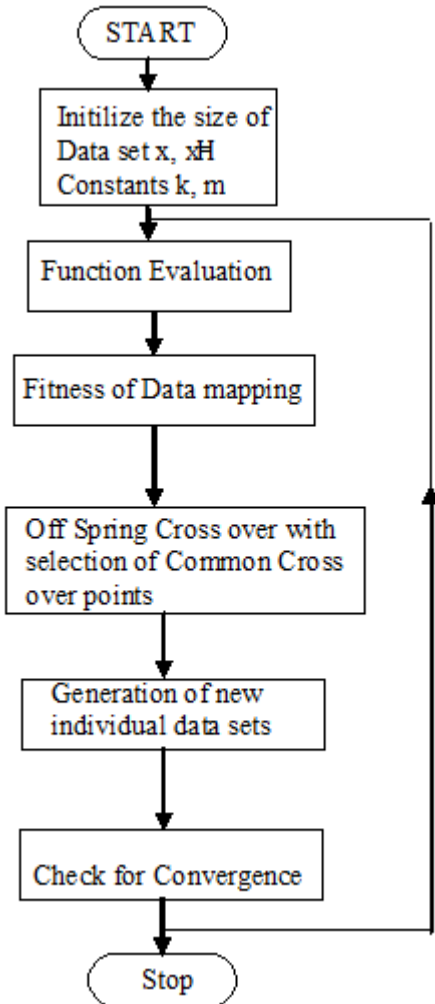 START
Initilize the size of
Data set x,
Constants k, m
Function Evaluation
Fitness of Data mapping
Off Spring Cross over with
selection of Common Cross
over points
Generation of new
individual data sets
Check for Convergence
Stop